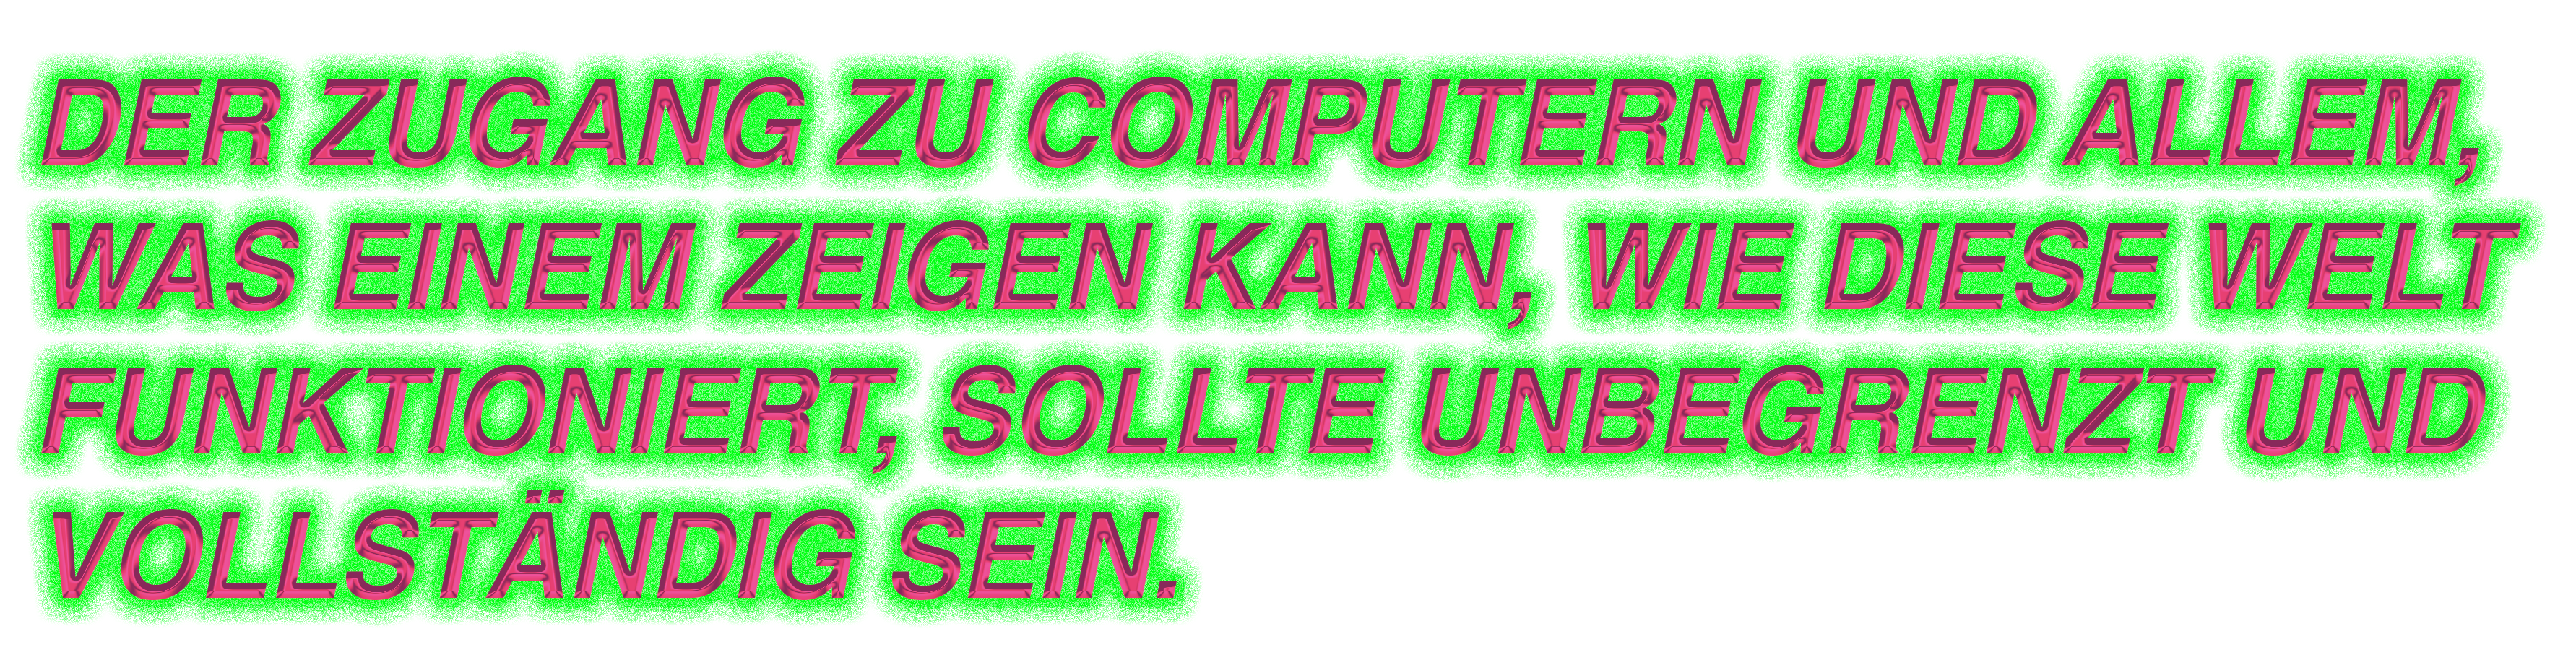 DER ZUGANG ZU COMPUTERN UND ALLEM,
WAS EINEM ZEIGEN KANN, WIE DIESE WELT
FUNKTIONIERT, SOLLTE UNBEGRENZT UND
VOLLSTÄNDIG SEIN.